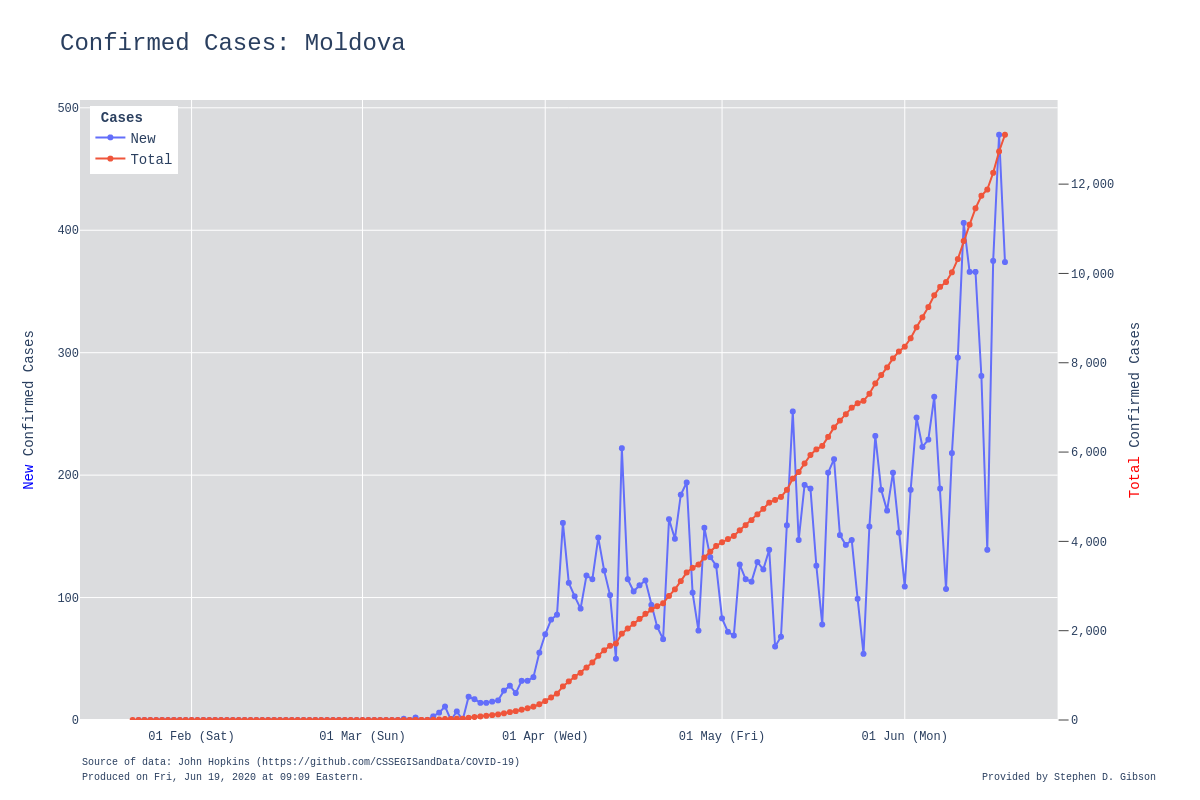 Confirmed Cases: Moldova
Cases
New
Total
500
400
300
200
100
0
12,000
10,000
8,000
6,000
4,000
2,000
0
New Confirmed Cases
Total Confirmed Cases
01 Feb (Sat)
01 Mar (Sun)
01 Apr (Wed)
01 May (Fri)
01 Jun (Mon)
Source of data: John Hopkins (https://github.com/CSSEGISandData/COVID-19)
Produced on Fri, Jun 19, 2020 at 09:09 Eastern.
Provided by Stephen D. Gibson